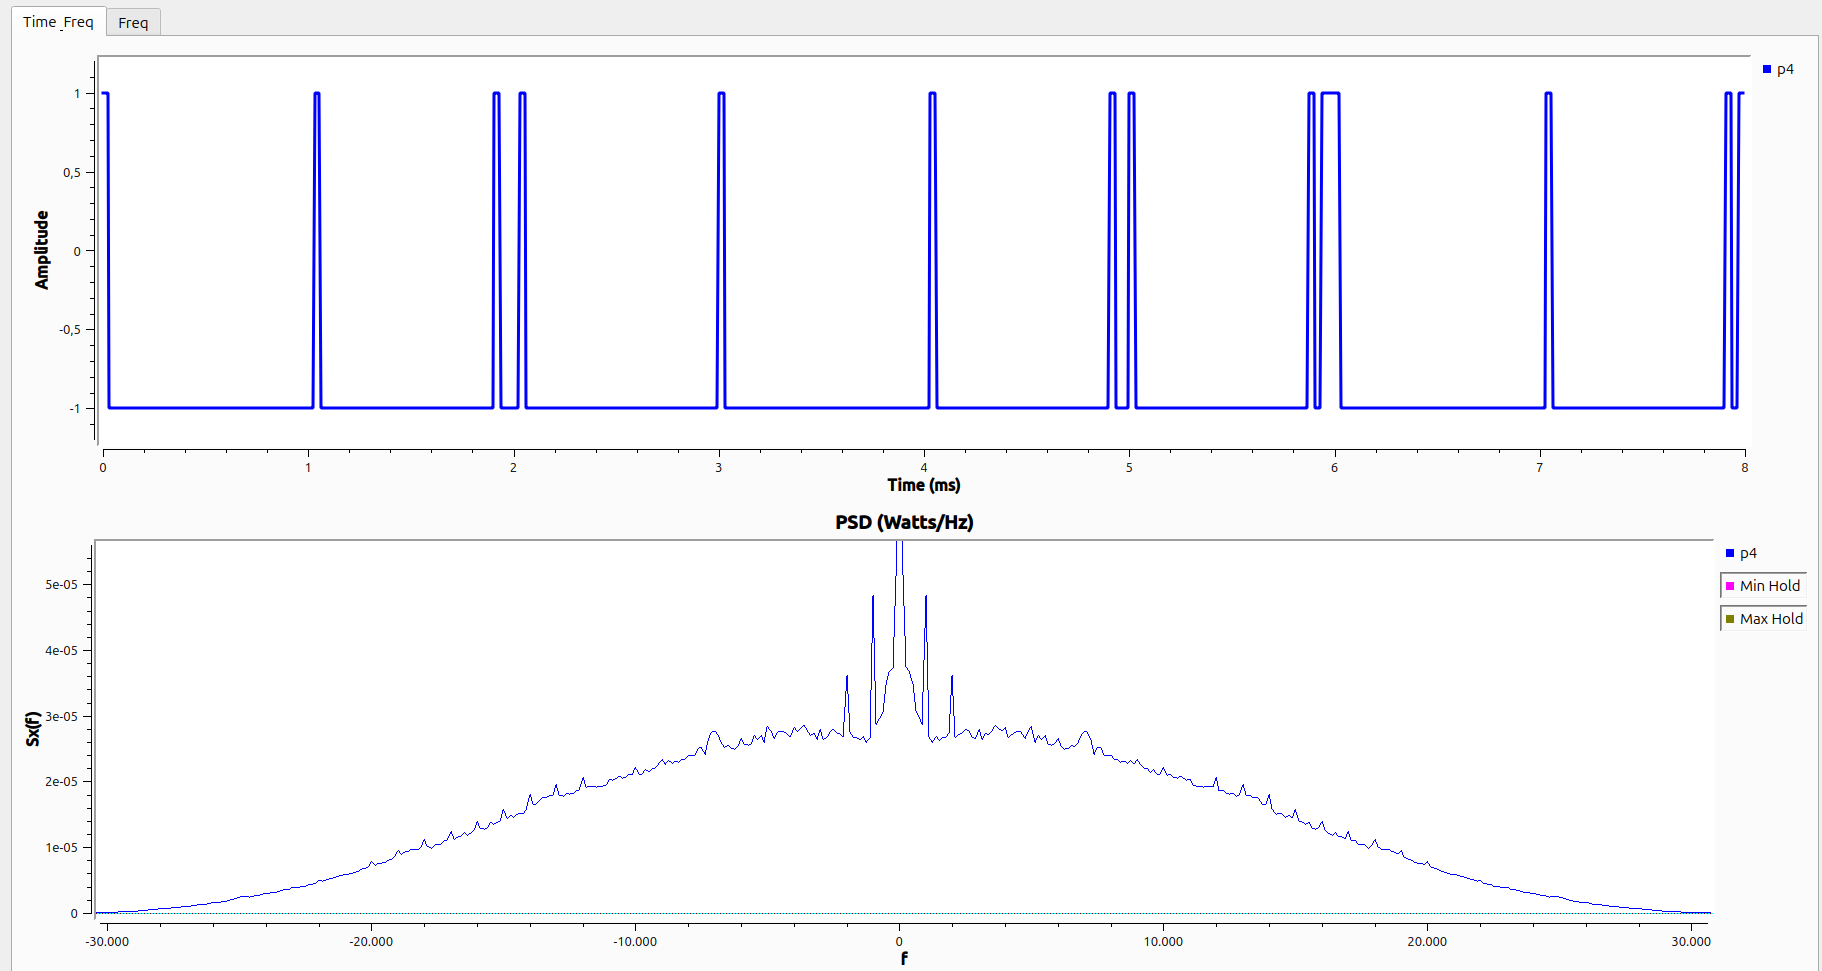 Time_Freq
Freq
p4
1
0,5
0
-0,5
-1
Amplitude
0 1 2 3 4 5 6 7 8
Time (ms)
PSD (Watts/Hz)
p4
Min Hold
Max Hold
5e-05
4e-05
3e-05
2e-05
1e-05
0
Sx(f)
-30.000 -20.000 -10.000 0 10.000 20.000 30.000
f